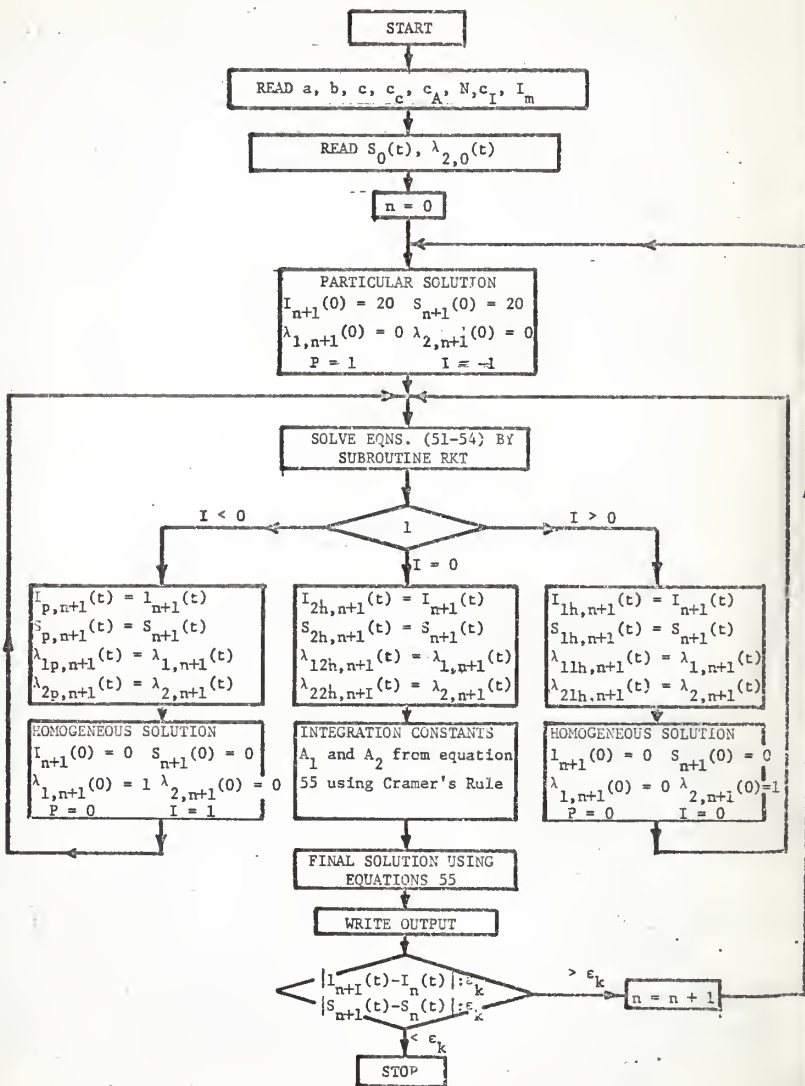 START
READ a, b, c, c_c, c_A, N, c_I, I_m
READ S_0(t), λ_2,0(t)
n = 0
PARTICULAR SOLUTION
I_n+1(0) = 20 S_n+1(0) = 20
λ_1,n+1(0) = 0 λ_2,n+1(0) = 0
P = 1 I = -1
SOLVE EQNS. (51-54) BY
SUBROUTINE RKT
I < 0
1
I > 0
I = 0
I_p,n+1(t) = 1_n+1(t)
S_p,n+1(t) = S_n+1(t)
λ_1p,n+1(t) = λ_1,n+1(t)
λ_2p,n+1(t) = λ_2,n+1(t)
I_2h,n+1(t) = I_n+1(t)
S_2h,n+1(t) = S_n+1(t)
λ_12h,n+1(t) = λ_1,n+1(t)
λ_22h,n+I(t) = λ_2,n+1(t)
I_1h,n+1(t) = I_n+1(t)
S_1h,n+1(t) = S_n+1(t)
λ_11h,n+1(t) = λ_1,n+1(t)
λ_21h,n+1(t) = λ_2,n+1(t)
HOMOGENEOUS SOLUTION
I_n+1(0) = 0 S_n+1(0) = 0
λ_1,n+1(0) = 1 λ_2,n+1(0) = 0
P = 0 I = 1
INTEGRATION CONSTANTS
A_1 and A_2 from equation
55 using Cramer's Rule
HOMOGENEOUS SOLUTION
1_n+1(0) = 0 S_n+1(0) = 0
λ_1,n+1(0) = 0 λ_2,n+1(0)=1
P = 0 I = 0
FINAL SOLUTION USING
EQUATIONS 55
WRITE OUTPUT
|1_n+I(t)-I_n(t)|:ε_k
|S_n+1(t)-S_n(t)|:ε_k
> ε_k
n = n + 1
< ε_k
STOP